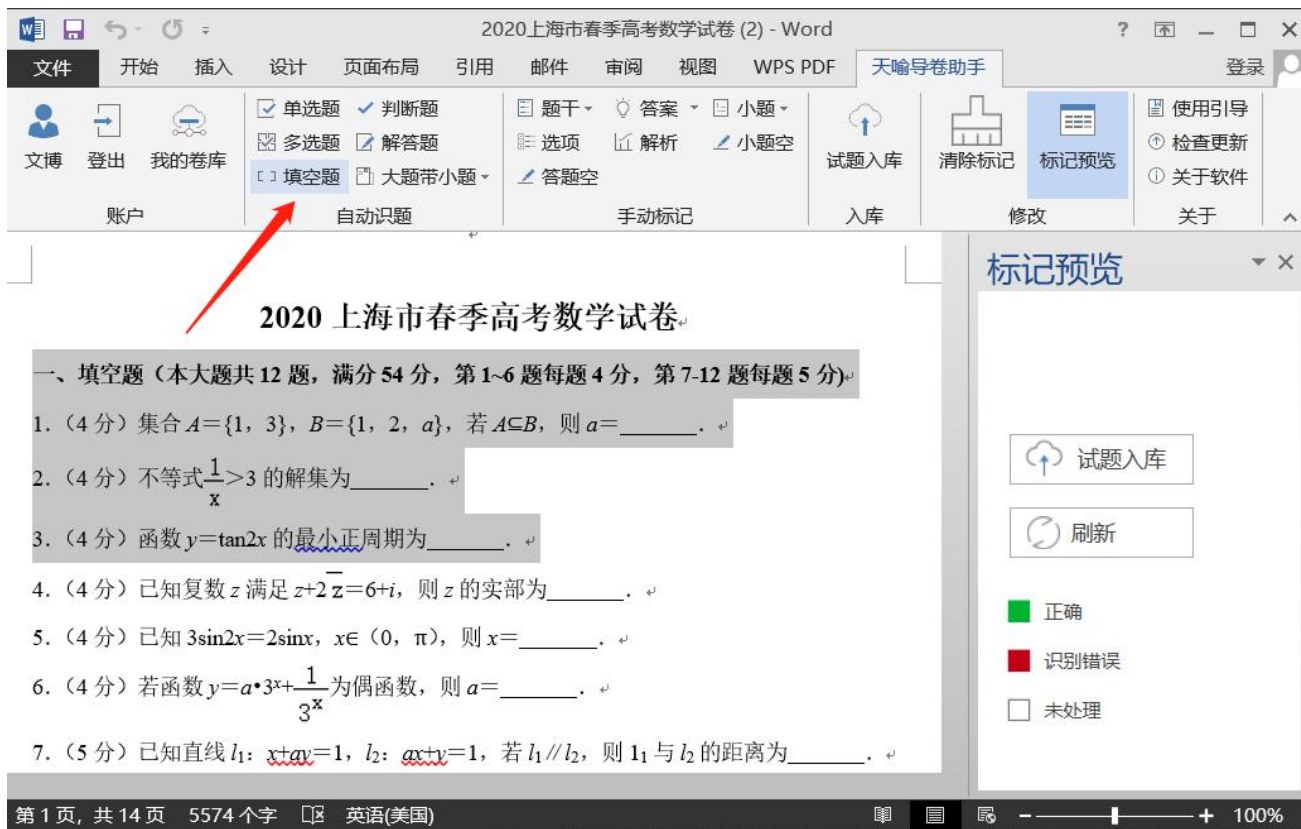 2020上海市春季高考数学试卷 (2) - Word
文件 开始 插入 设计 页面布局 引用 邮件 审阅 视图 WPS PDF 天喻导卷助手 登录
单选题 判断题 题干 答案 小题 使用引导
多选题 解答题 选项 解析 小题空 检查更新
文博 登出 我的卷库 试题入库 清除标记 标记预览
填空题 大题带小题 答题空 关于软件
账户 自动识题 手动标记 入库 修改 关于
标记预览
2020 上海市春季高考数学试卷
一、填空题（本大题共 12 题，满分 54 分，第 1~6 题每题 4 分，第 7-12 题每题 5 分)
1．（4 分）集合 A＝{1，3}，B＝{1，2，a}，若 A⊆B，则 a＝_______．
2．（4 分）不等式1/x＞3 的解集为_______．
3．（4 分）函数 y＝tan2x 的最小正周期为_______．
4．（4 分）已知复数 z 满足 z+2z̅＝6+i，则 z 的实部为_______．
5．（4 分）已知 3sin2x＝2sinx，x∈（0，π），则 x＝_______．
6．（4 分）若函数 y＝a•3ˣ+1/3ˣ为偶函数，则 a＝_______．
7．（5 分）已知直线 l₁：x+ay＝1，l₂：ax+y＝1，若 l₁∥l₂，则 1₁ 与 l₂ 的距离为_______．
试题入库
刷新
正确
识别错误
未处理
第 1 页，共 14 页 5574 个字 英语(美国) 100%